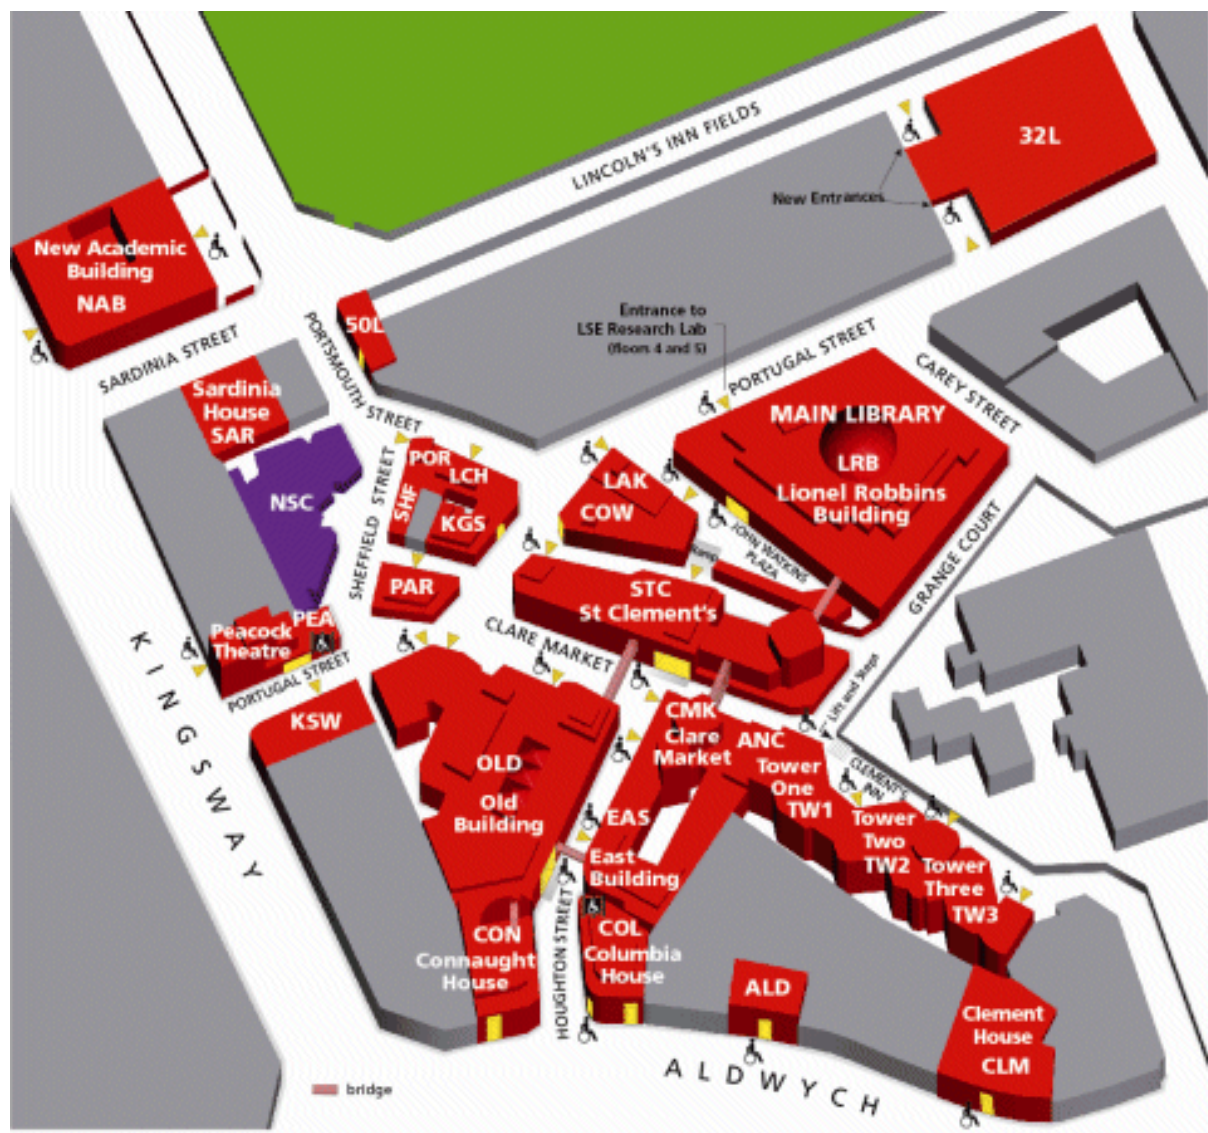 LINCOLN'S INN FIELDS
32L
New Entrances
New Academic
Building
NAB
SARDINIA STREET
PORTSMOUTH STREET
50L
Entrance to
LSE Research Lab
(floors 4 and 5)
PORTUGAL STREET
CAREY STREET
Sardinia
House
SAR
MAIN LIBRARY
LRB
Lionel Robbins
Building
NSC
SHEFFIELD STREET
POR
LCH
SHF
KGS
LAK
COW
JOHN WATKINS
PLAZA
Ramp
GRANGE COURT
PAR
STC
St Clement's
PEA
Peacock
Theatre
PORTUGAL STREET
CLARE MARKET
Lift and Steps
KINGSWAY
KSW
CMK
Clare
Market
ANC
Tower
One
TW1
CLEMENT'S
INN
OLD
Old
Building
EAS
East
Building
Tower
Two
TW2
Tower
Three
TW3
CON
Connaught
House
HOUGHTON STREET
COL
Columbia
House
ALD
Clement
House
CLM
ALDWYCH
bridge